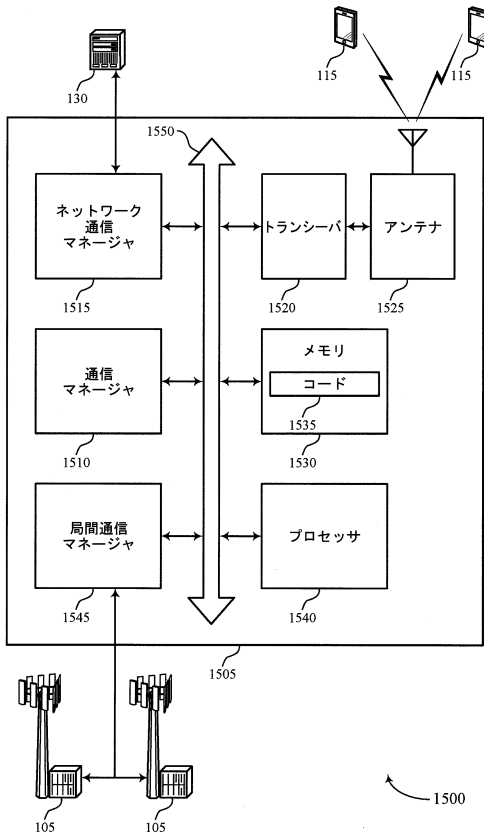 115
115
130
1550
ネットワーク
通信
マネージャ
トランシーバ
アンテナ
1515
1520
1525
通信
マネージャ
メモリ
コード
1535
1510
1530
局間通信
マネージャ
プロセッサ
1545
1540
1505
105
105
1500